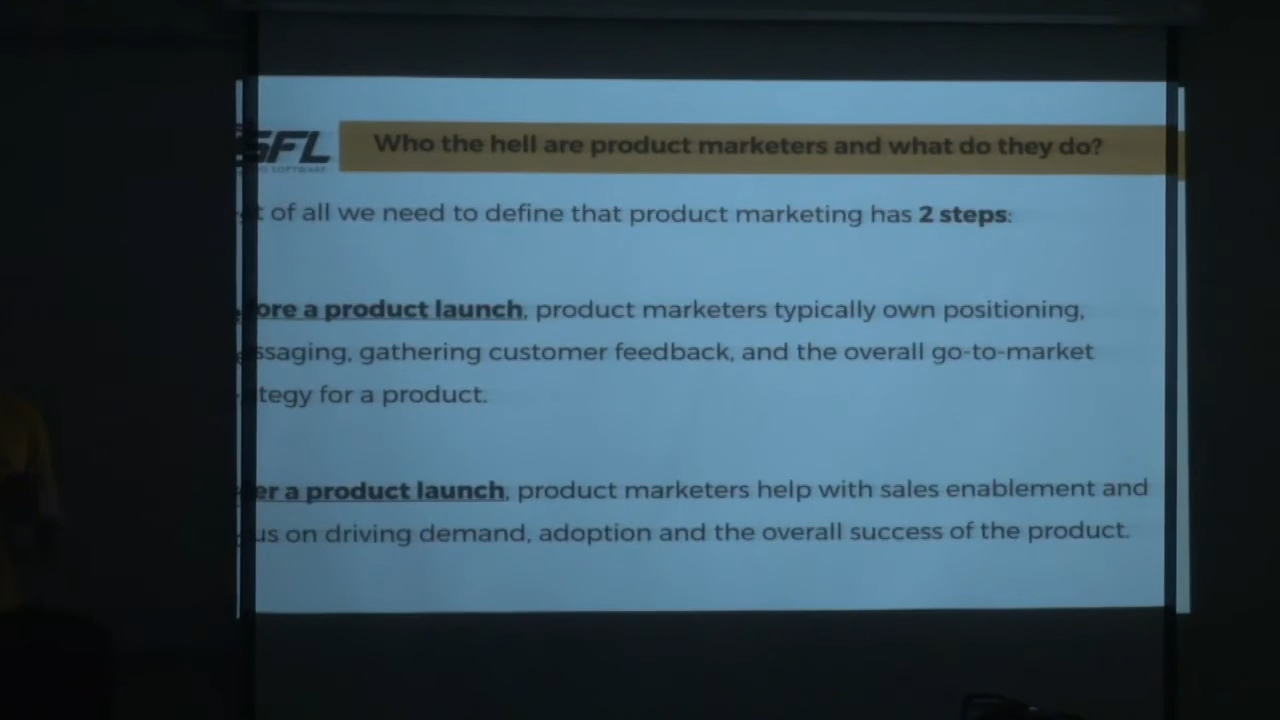 SFL
Who the hell are product marketers and what do they do?
of all we need to define that product marketing has 2 steps:
ore a product launch, product marketers typically own positioning,
ssaging, gathering customer feedback, and the overall go-to-market
tegy for a product.
er a product launch, product marketers help with sales enablement and
us on driving demand, adoption and the overall success of the product.